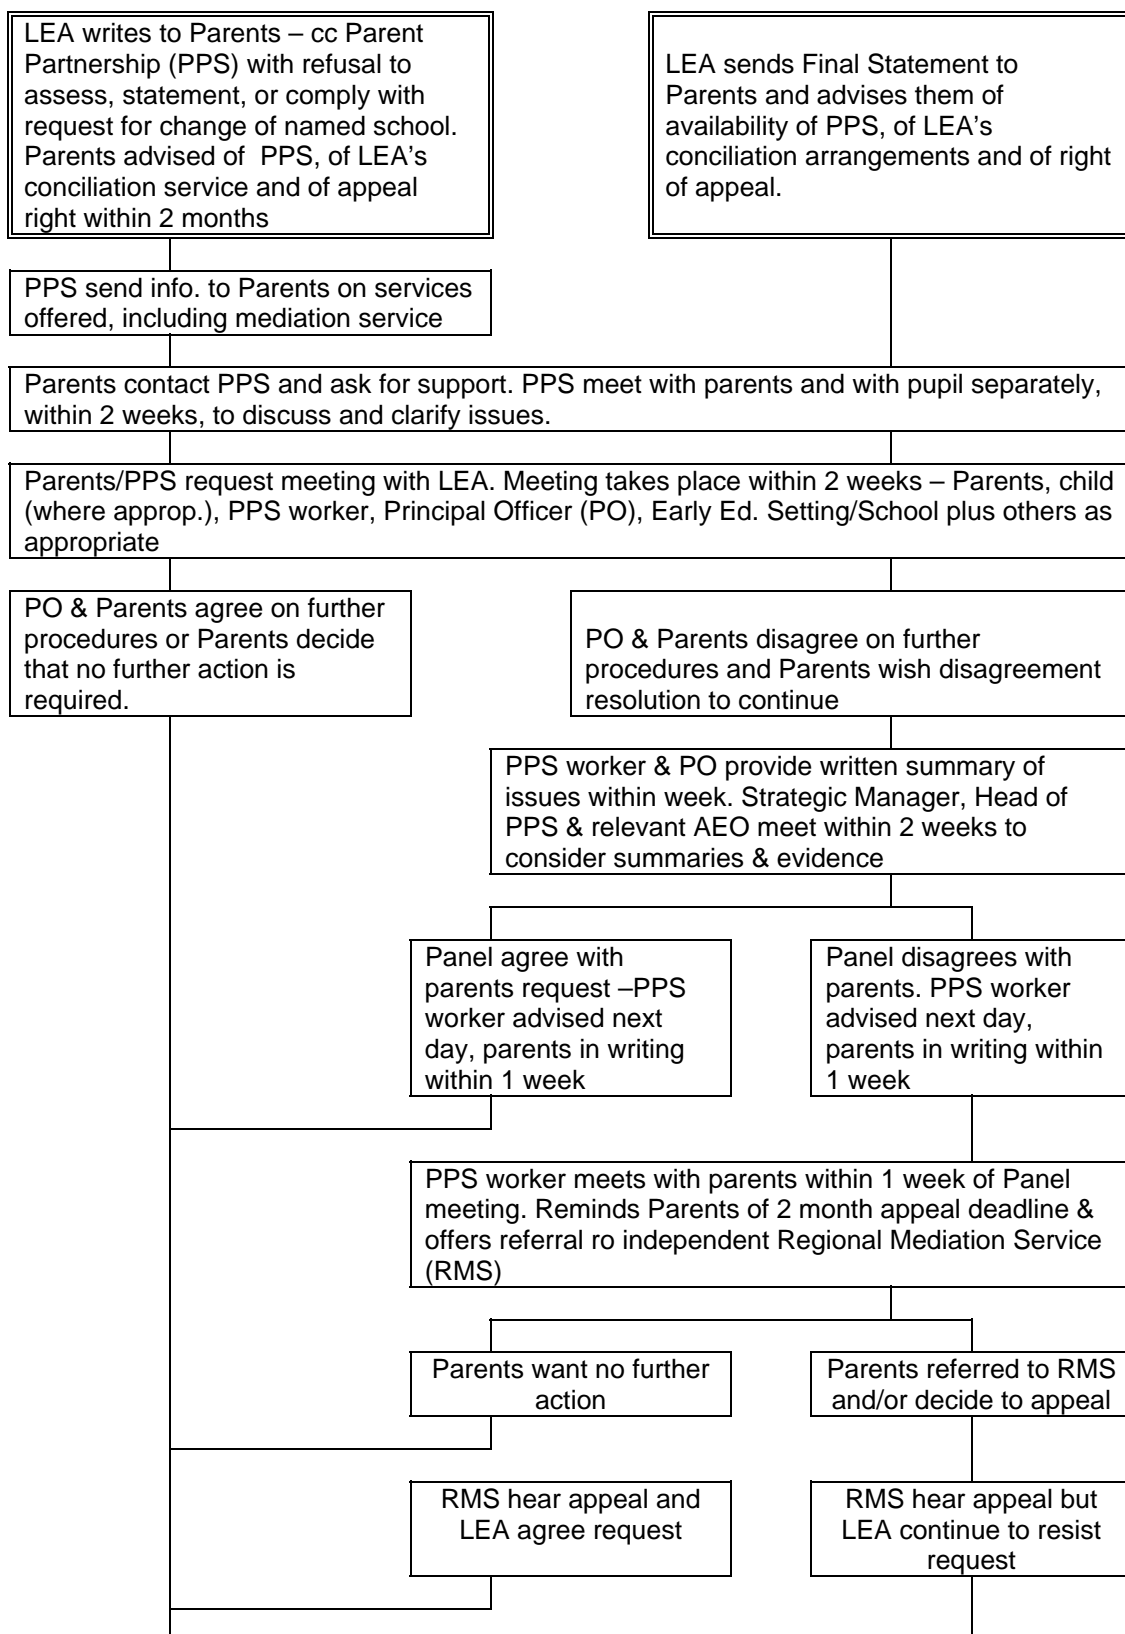 LEA writes to Parents – cc Parent
Partnership (PPS) with refusal to
assess, statement, or comply with
request for change of named school.
Parents advised of  PPS, of LEA's
conciliation service and of appeal
right within 2 months
LEA sends Final Statement to
Parents and advises them of
availability of PPS, of LEA's
conciliation arrangements and of right
of appeal.
PPS send info. to Parents on services
offered, including mediation service
Parents contact PPS and ask for support. PPS meet with parents and with pupil separately,
within 2 weeks, to discuss and clarify issues.
Parents/PPS request meeting with LEA. Meeting takes place within 2 weeks – Parents, child
(where approp.), PPS worker, Principal Officer (PO), Early Ed. Setting/School plus others as
appropriate
PO & Parents agree on further
procedures or Parents decide
that no further action is
required.
PO & Parents disagree on further
procedures and Parents wish disagreement
resolution to continue
PPS worker & PO provide written summary of
issues within week. Strategic Manager, Head of
PPS & relevant AEO meet within 2 weeks to
consider summaries & evidence
Panel agree with
parents request –PPS
worker advised next
day, parents in writing
within 1 week
Panel disagrees with
parents. PPS worker
advised next day,
parents in writing within
1 week
PPS worker meets with parents within 1 week of Panel
meeting. Reminds Parents of 2 month appeal deadline &
offers referral ro independent Regional Mediation Service
(RMS)
Parents want no further
action
Parents referred to RMS
and/or decide to appeal
RMS hear appeal and
LEA agree request
RMS hear appeal but
LEA continue to resist
request